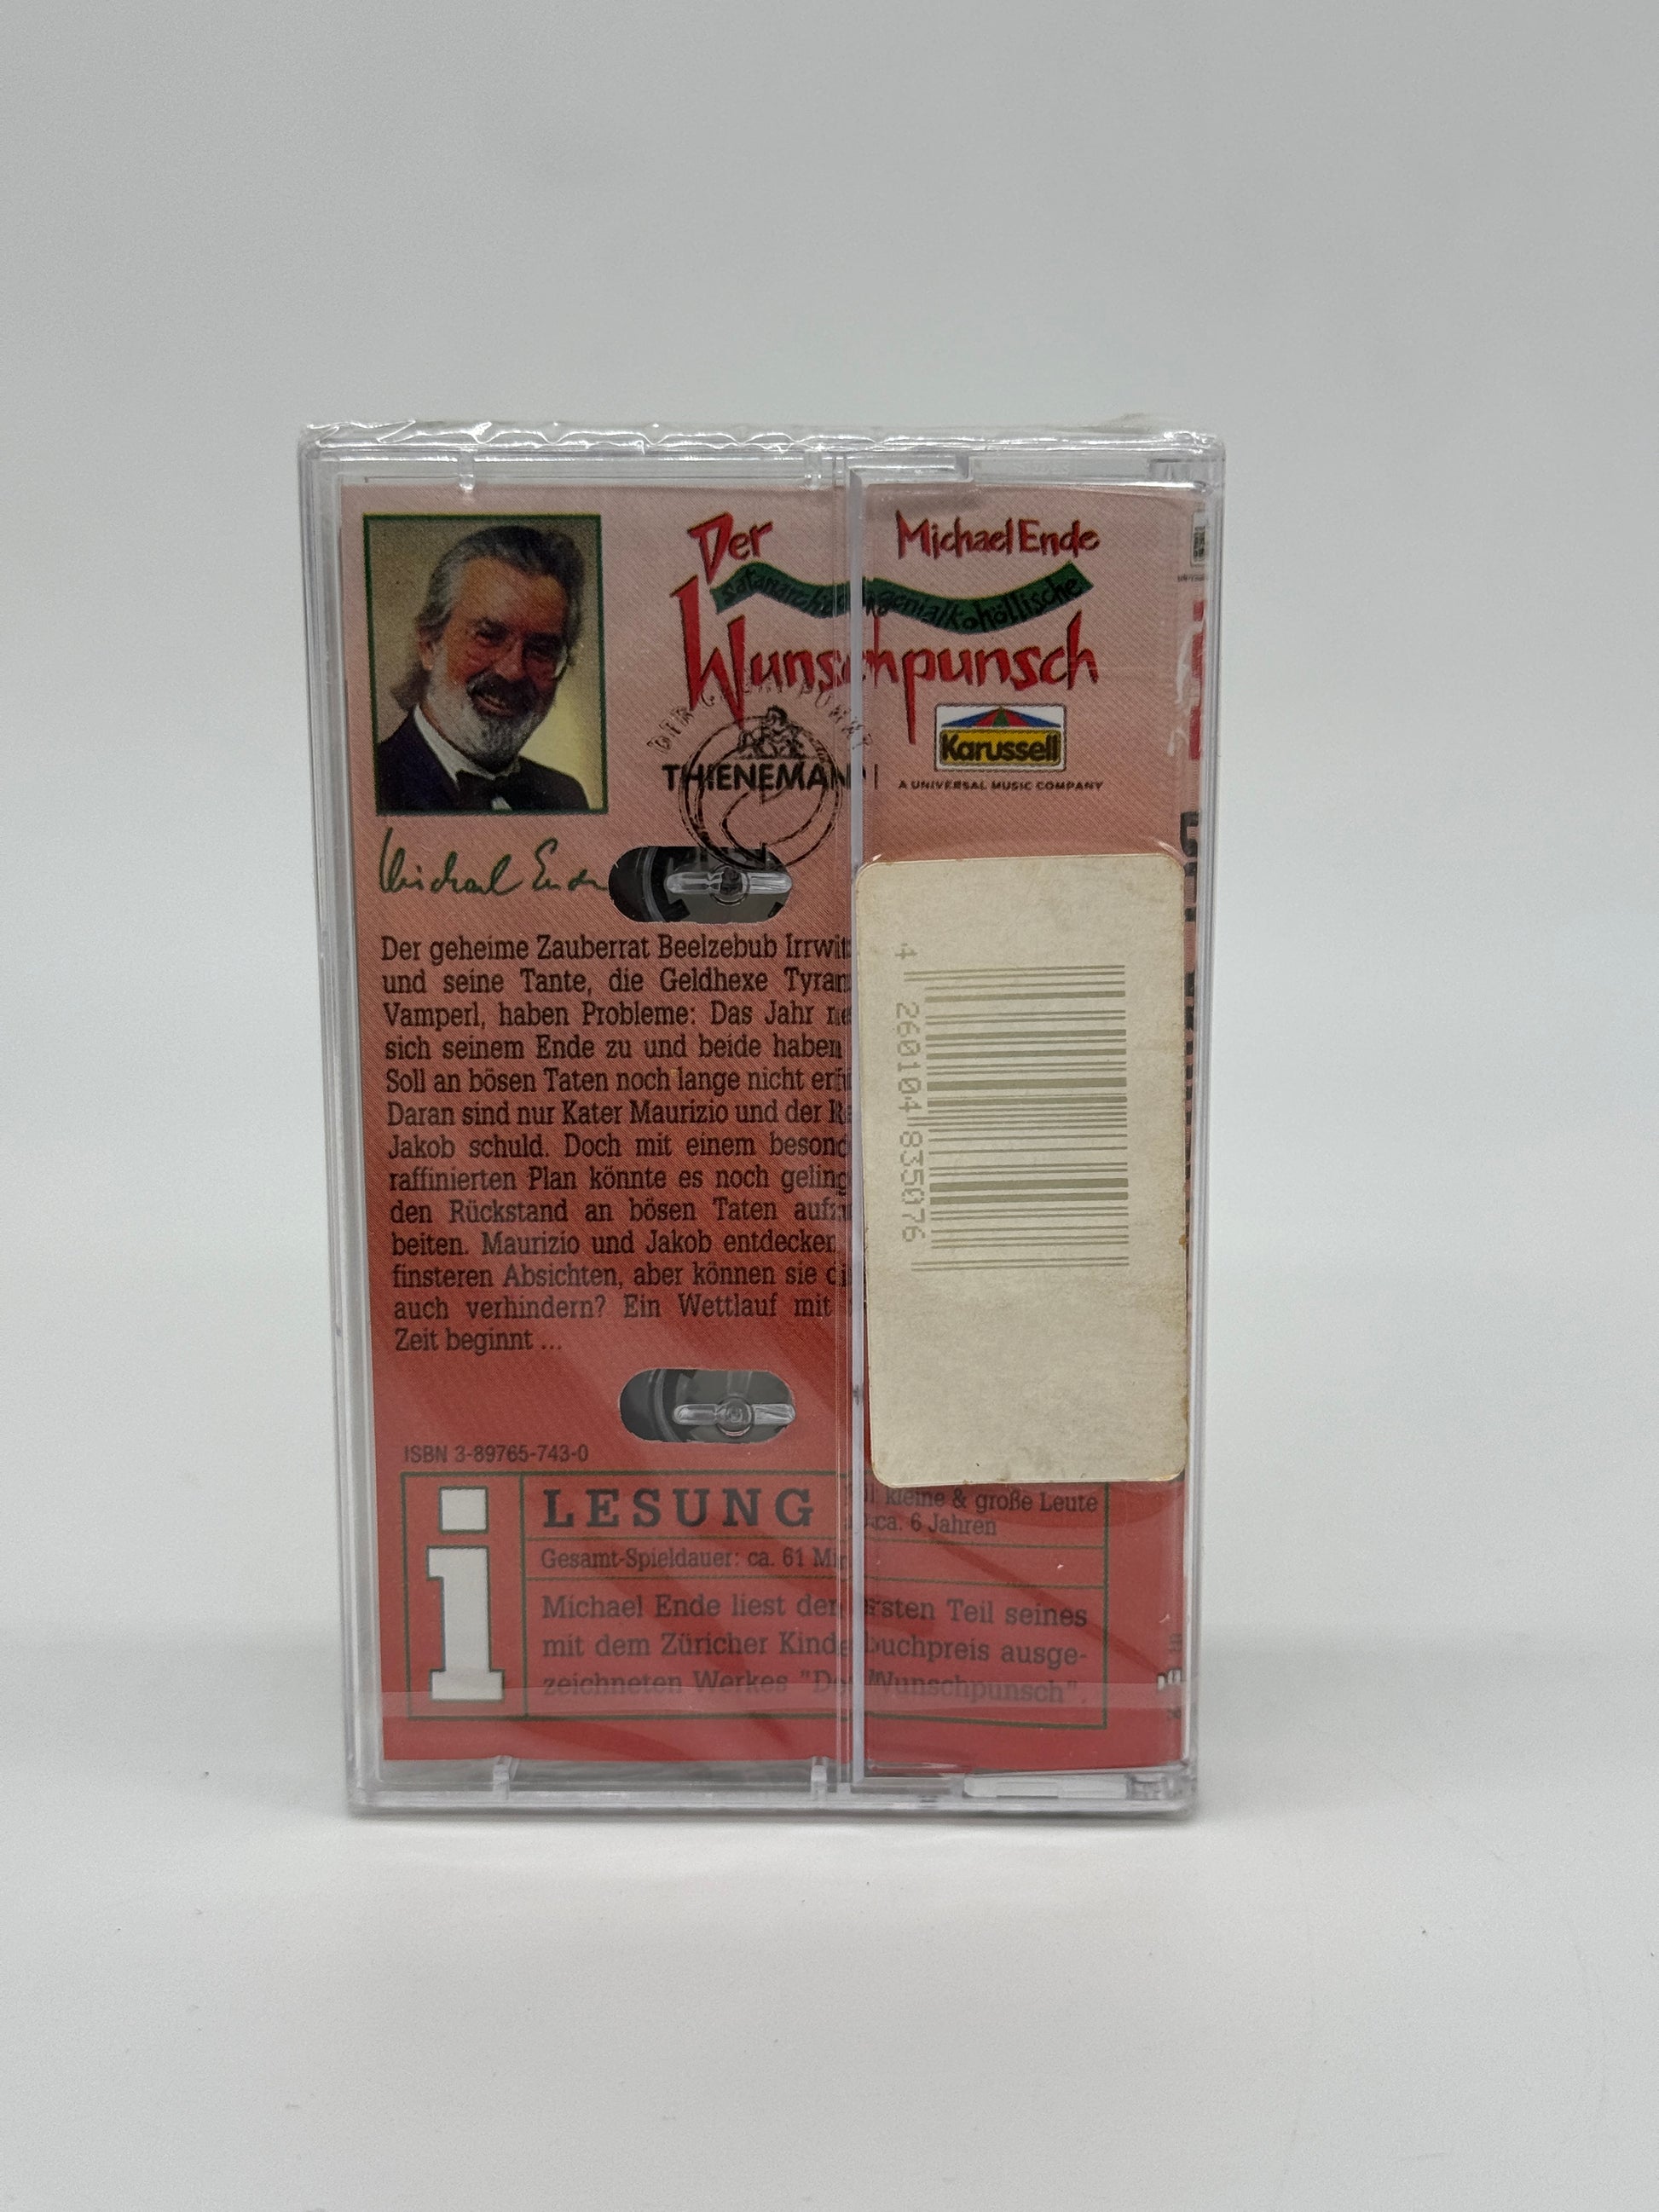 Der
Michael Ende
Wunschpunsch
THIENEMAN
Karussell
A UNIVERSAL MUSIC COMPANY
Michael Ende
Der geheime Zauberrat Beelzebub
und seine Tante, die Geldhexe
Vamperl, haben Probleme: Das Jahr
sich seinem Ende zu und beide haben
Soll an bösen Taten noch lange nicht
Daran sind nur Kater Maurizio und der
Jakob schuld. Doch mit einem
raffinierten Plan könnte es noch
den Rückstand an bösen Taten
beiten. Maurizio und Jakob
finsteren Absichten, aber können sie
auch verhindern? Ein Wettlauf mit
Zeit beginnt ...
4 260104 835076
ISBN 3-89765-743-0
i
LESUNG
kleine & große Leute
ca. 6 Jahren
Gesamt-Spieldauer: ca. 61
Michael Ende liest den ersten Teil seines
mit dem Züricher Kinderbuchpreis ausge-
zeichneten Werkes "Der Wunschpunsch".